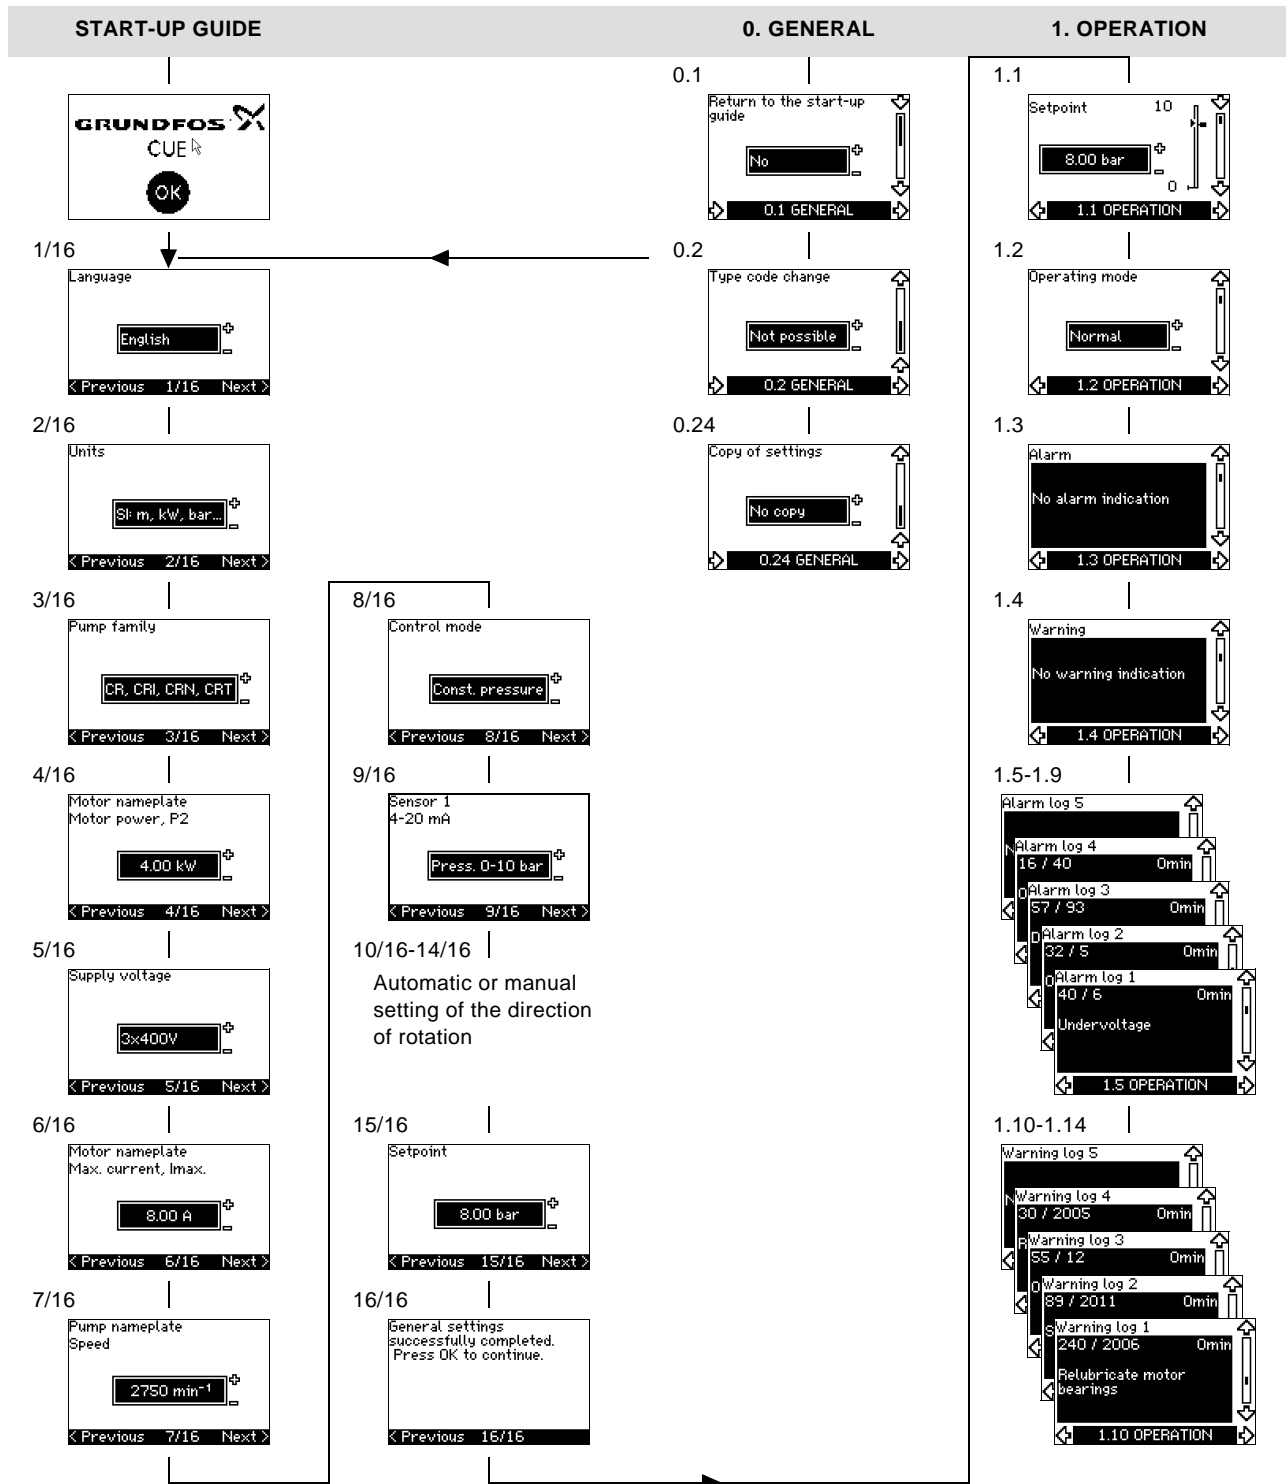 START-UP GUIDE
0. GENERAL
1. OPERATION
GRUNDFOS
CUE
OK
1/16
Language
English
< Previous 1/16 Next >
2/16
Units
SI: m, kW, bar...
< Previous 2/16 Next >
3/16
Pump family
CR, CRI, CRN, CRT
< Previous 3/16 Next >
4/16
Motor nameplate
Motor power, P2
4.00 kW
< Previous 4/16 Next >
5/16
Supply voltage
3x400V
< Previous 5/16 Next >
6/16
Motor nameplate
Max. current, Imax.
8.00 A
< Previous 6/16 Next >
7/16
Pump nameplate
Speed
2750 min⁻¹
< Previous 7/16 Next >
8/16
Control mode
Const. pressure
< Previous 8/16 Next >
9/16
Sensor 1
4-20 mA
Press. 0-10 bar
< Previous 9/16 Next >
10/16-14/16
Automatic or manual
setting of the direction
of rotation
15/16
Setpoint
8.00 bar
< Previous 15/16 Next >
16/16
General settings
successfully completed.
Press OK to continue.
< Previous 16/16
0.1
Return to the start-up
guide
No
0.1 GENERAL
0.2
Type code change
Not possible
0.2 GENERAL
0.24
Copy of settings
No copy
0.24 GENERAL
1.1
Setpoint 10
8.00 bar
0
1.1 OPERATION
1.2
Operating mode
Normal
1.2 OPERATION
1.3
Alarm
No alarm indication
1.3 OPERATION
1.4
Warning
No warning indication
1.4 OPERATION
1.5-1.9
Alarm log 5
N
Alarm log 4
16 / 40 0min
O
Alarm log 3
57 / 93 0min
D
Alarm log 2
32 / 5 0min
O
Alarm log 1
40 / 6 0min
Undervoltage
1.5 OPERATION
1.10-1.14
Warning log 5
N
Warning log 4
30 / 2005 0min
R
Warning log 3
55 / 12 0min
O
Warning log 2
89 / 2011 0min
S
Warning log 1
240 / 2006 0min
Relubricate motor
bearings
1.10 OPERATION